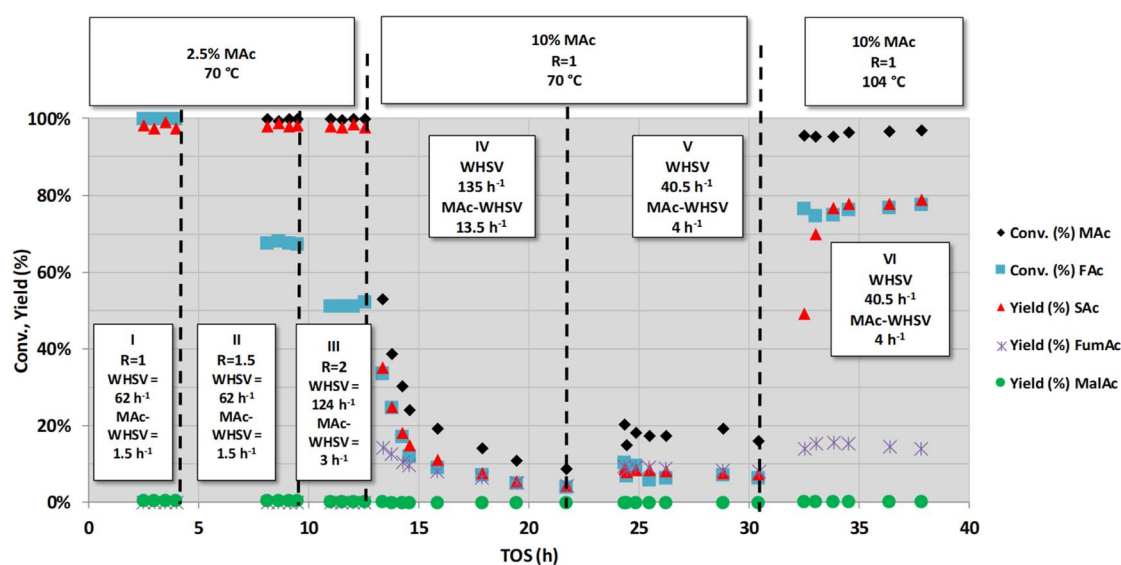 2.5% MAc
70 °C
10% MAc
R=1
70 °C
10% MAc
R=1
104 °C
Conv., Yield (%)
100%
80%
60%
40%
20%
0%
I
R=1
WHSV =
62 h⁻¹
MAc-
WHSV =
1.5 h⁻¹
II
R=1.5
WHSV =
62 h⁻¹
MAc-
WHSV =
1.5 h⁻¹
III
R=2
WHSV =
124 h⁻¹
MAc-
WHSV =
3 h⁻¹
IV
WHSV
135 h⁻¹
MAc-WHSV
13.5 h⁻¹
V
WHSV
40.5 h⁻¹
MAc-WHSV
4 h⁻¹
VI
WHSV
40.5 h⁻¹
MAc-WHSV
4 h⁻¹
0 5 10 15 20 25 30 35 40
TOS (h)
Conv. (%) MAc
Conv. (%) FAc
Yield (%) SAc
Yield (%) FumAc
Yield (%) MalAc